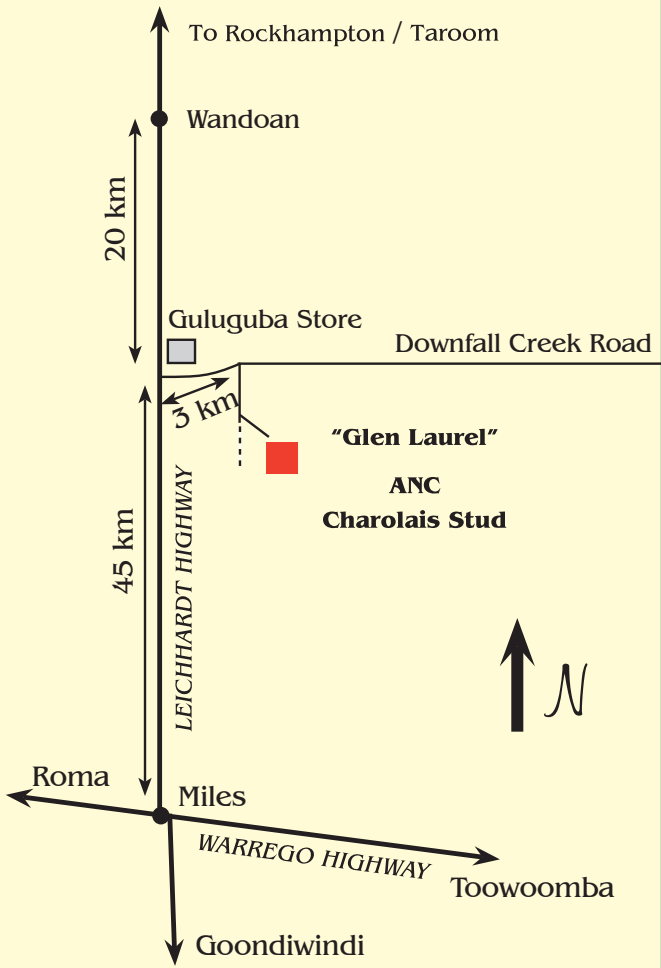 To Rockhampton / Taroom
Wandoan
20 km
Guluguba Store
Downfall Creek Road
3 km
"Glen Laurel"
ANC
Charolais Stud
45 km
LEICHHARDT HIGHWAY
N
Roma
Miles
WARREGO HIGHWAY
Toowoomba
Goondiwindi